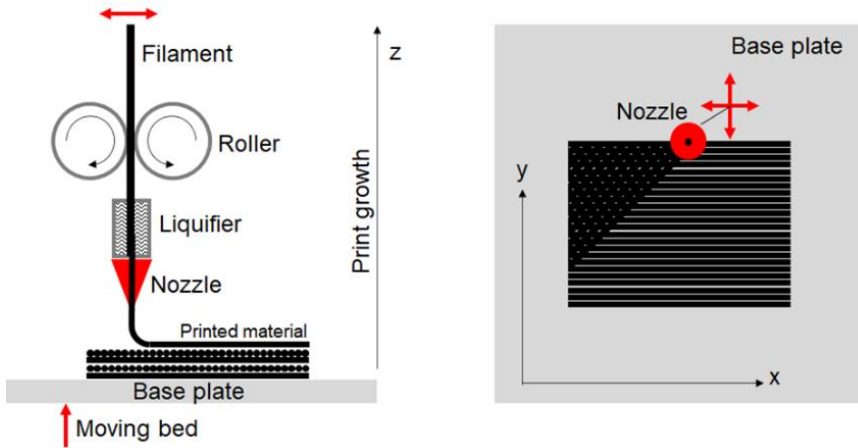 Filament
z
Roller
Liquifier
Nozzle
Print growth
Printed material
Base plate
Moving bed
Base plate
Nozzle
y
x